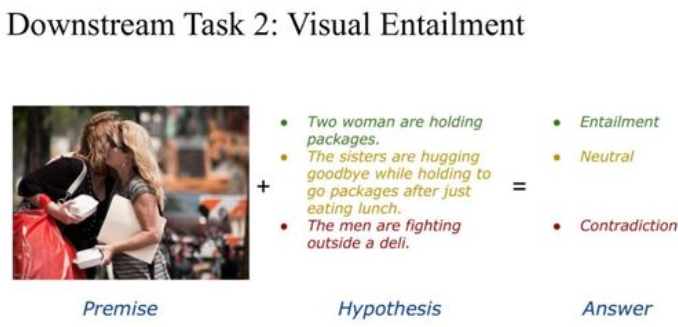 Downstream Task 2: Visual Entailment
• Two woman are holding
packages.
• The sisters are hugging
goodbye while holding to
go packages after just
eating lunch.
• The men are fighting
outside a deli.
+
=
• Entailment
• Neutral
• Contradiction
Premise
Hypothesis
Answer